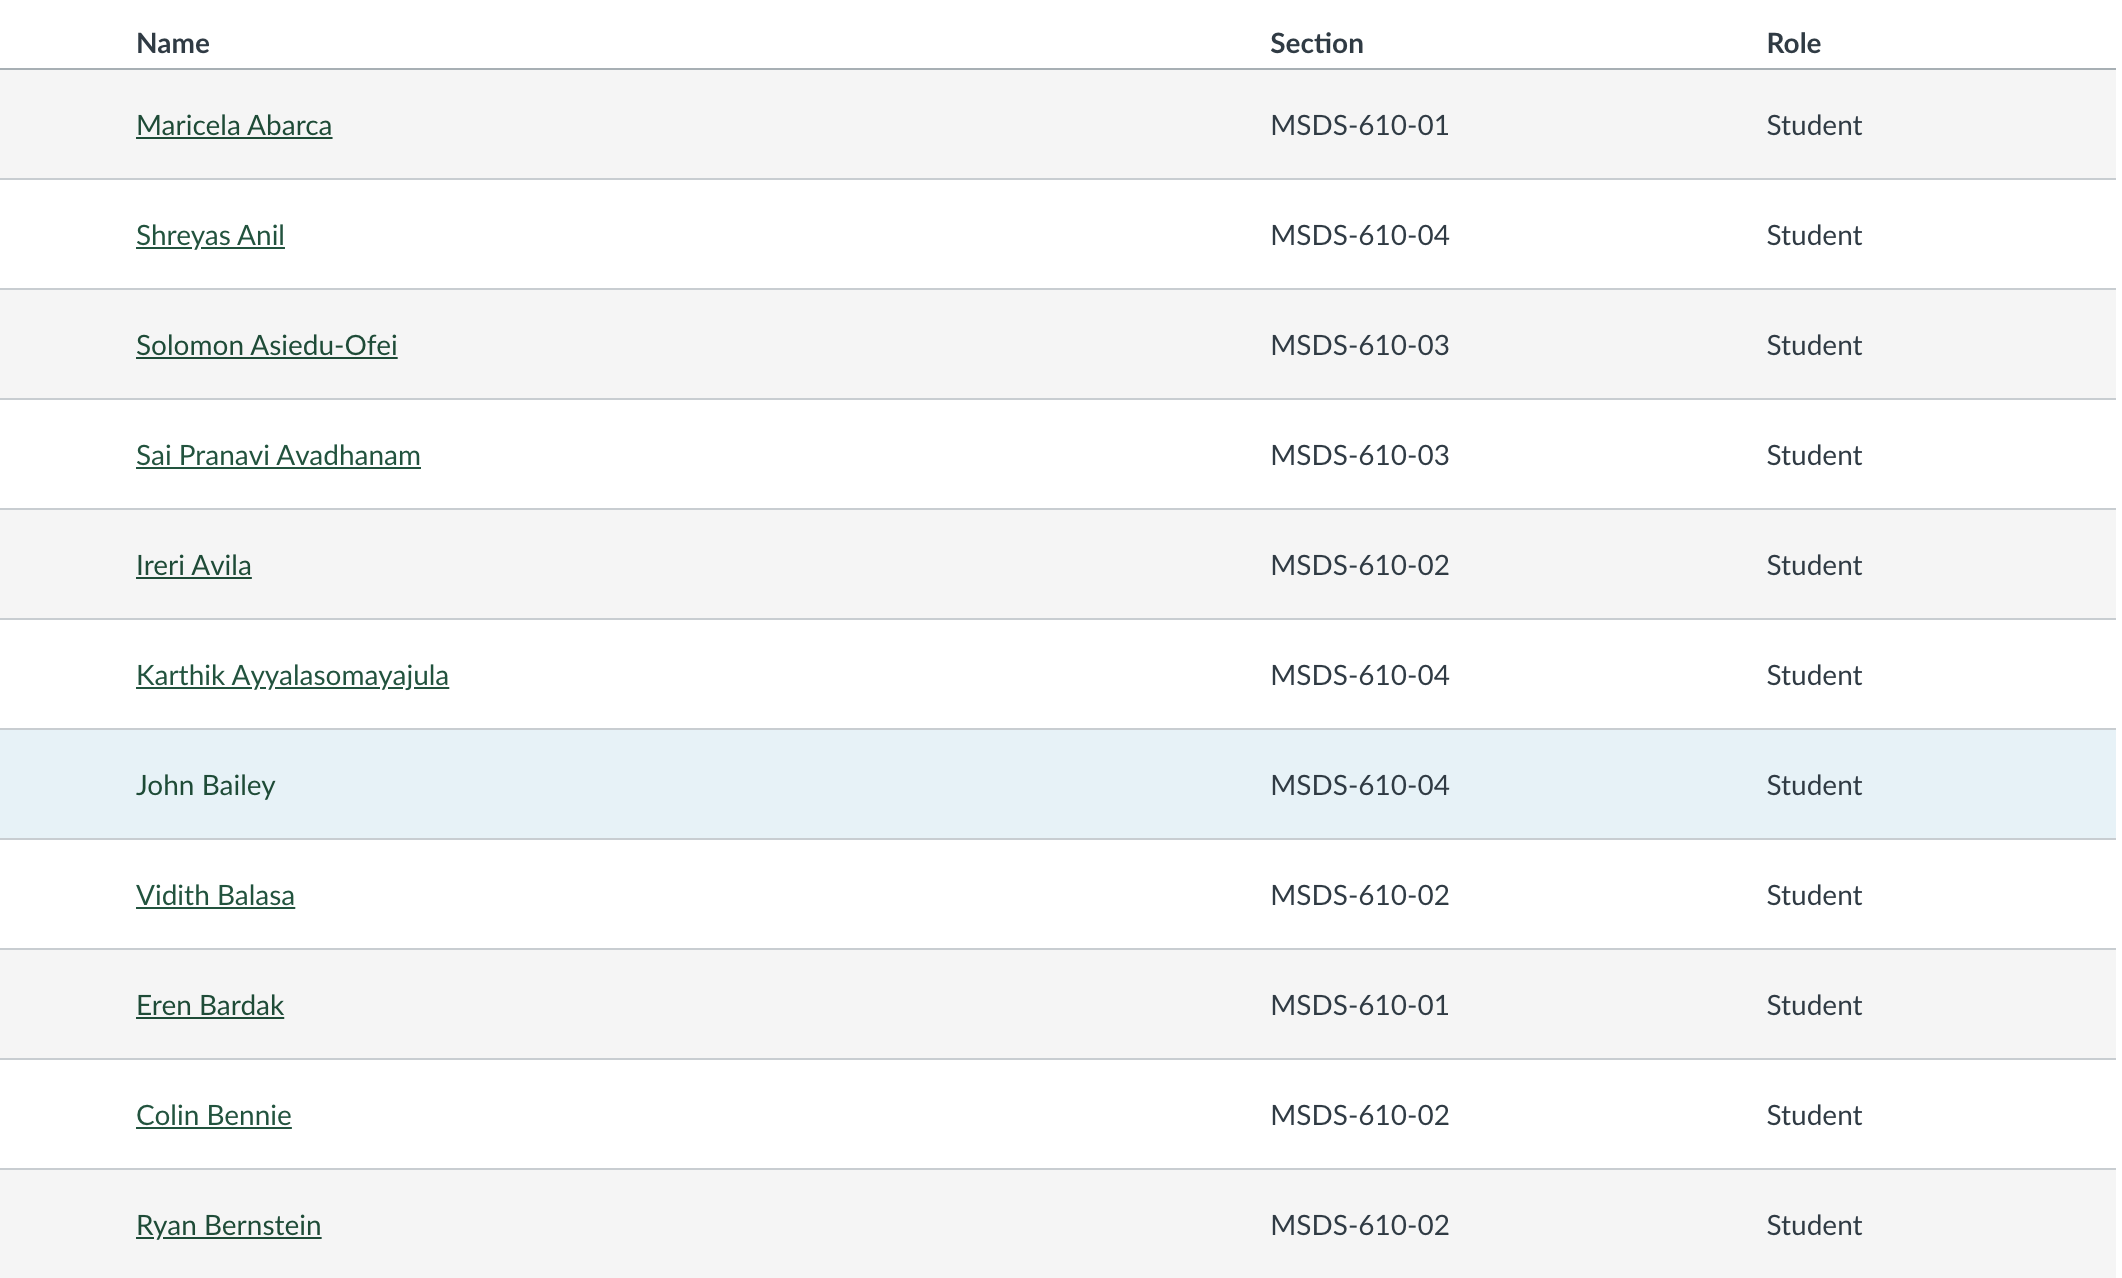 Name Section Role
Maricela Abarca MSDS-610-01 Student
Shreyas Anil MSDS-610-04 Student
Solomon Asiedu-Ofei MSDS-610-03 Student
Sai Pranavi Avadhanam MSDS-610-03 Student
Ireri Avila MSDS-610-02 Student
Karthik Ayyalasomayajula MSDS-610-04 Student
John Bailey MSDS-610-04 Student
Vidith Balasa MSDS-610-02 Student
Eren Bardak MSDS-610-01 Student
Colin Bennie MSDS-610-02 Student
Ryan Bernstein MSDS-610-02 Student